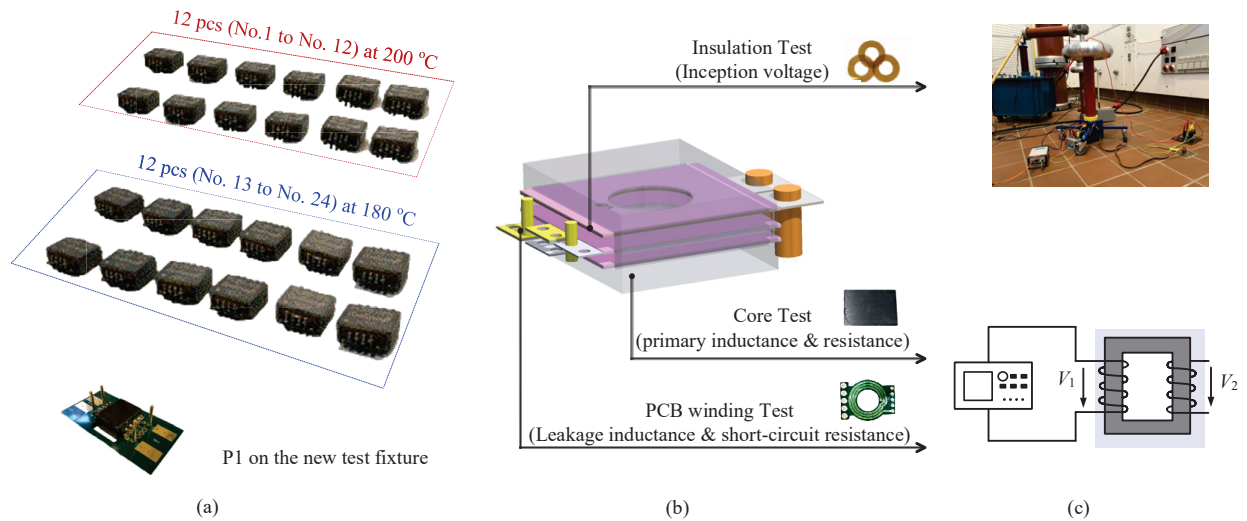 12 pcs (No.1 to No. 12) at 200 °C
12 pcs (No. 13 to No. 24) at 180 °C
P1 on the new test fixture
(a)
Insulation Test
(Inception voltage)
Core Test
(primary inductance & resistance)
PCB winding Test
(Leakage inductance & short-circuit resistance)
(b)
V1
V2
(c)